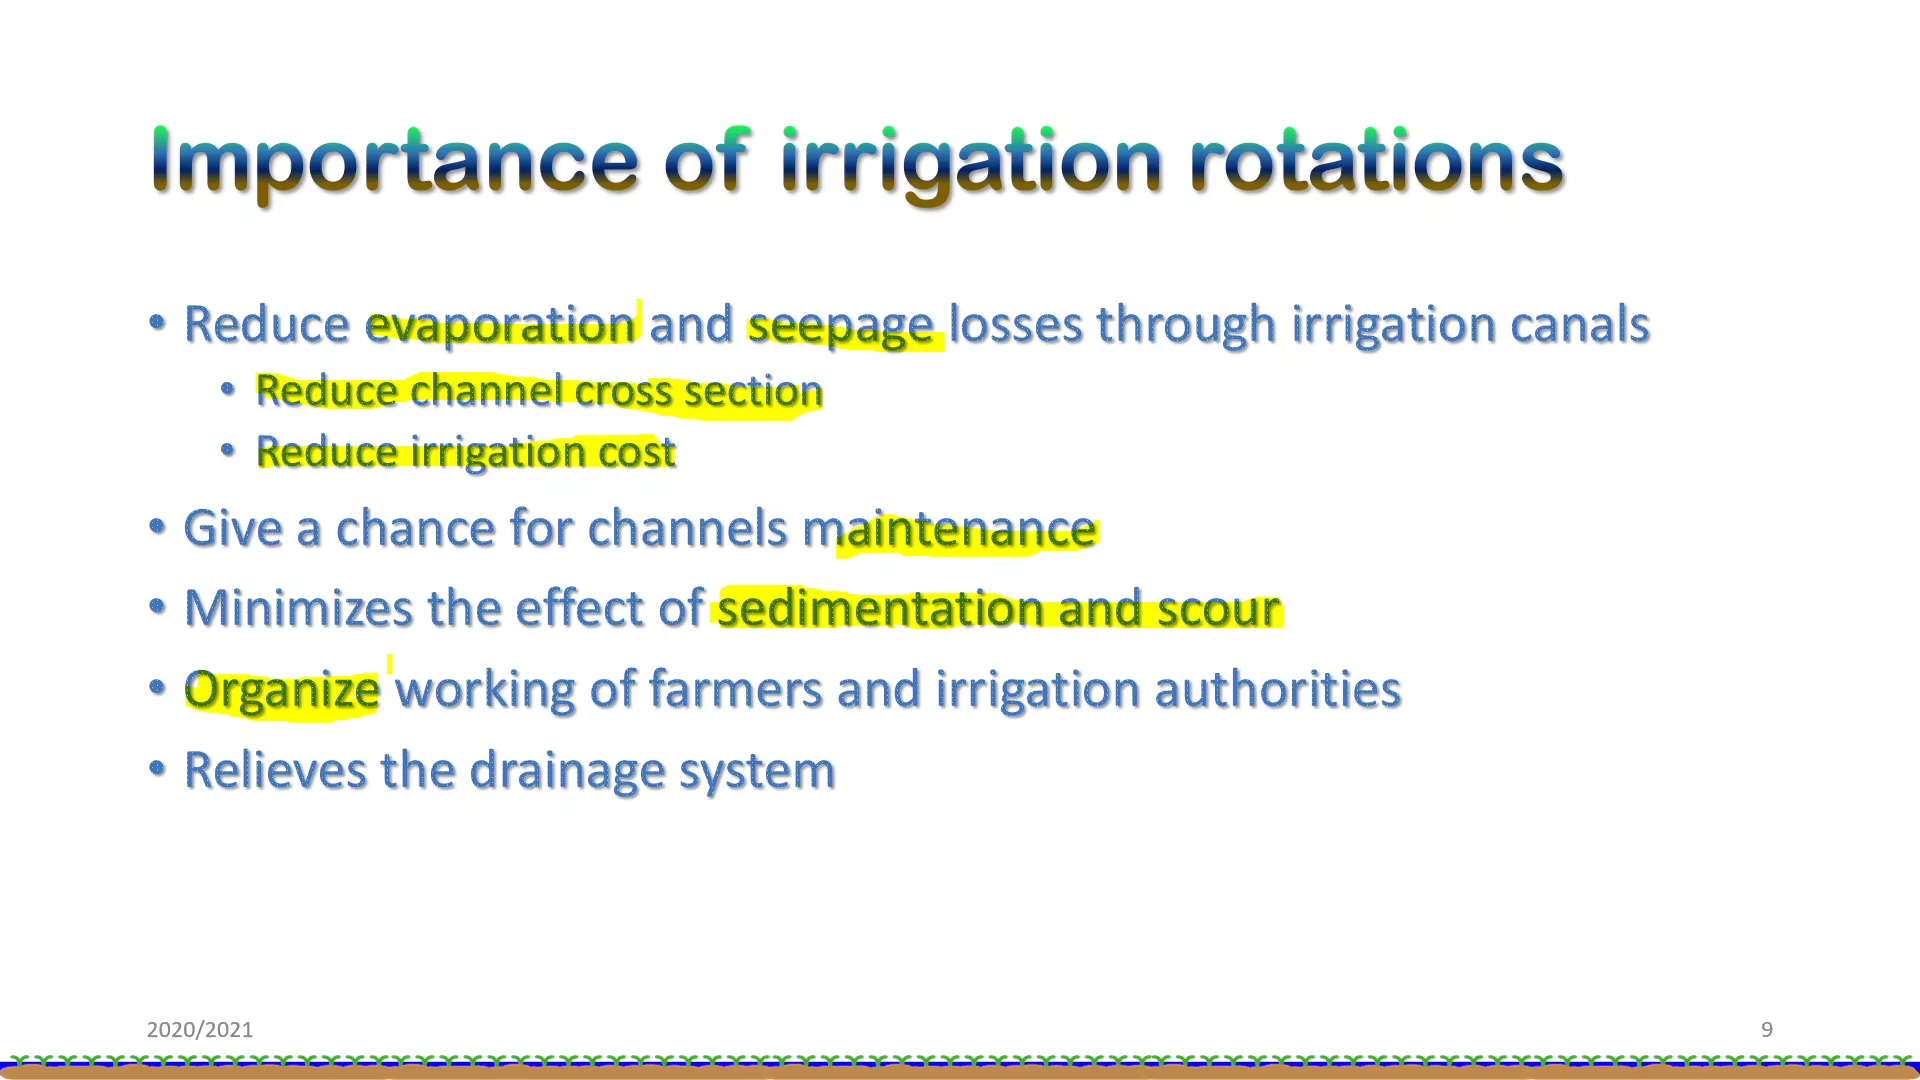 Importance of irrigation rotations
• Reduce evaporation and seepage losses through irrigation canals
• Reduce channel cross section
• Reduce irrigation cost
• Give a chance for channels maintenance
• Minimizes the effect of sedimentation and scour
• Organize working of farmers and irrigation authorities
• Relieves the drainage system
2020/2021
9